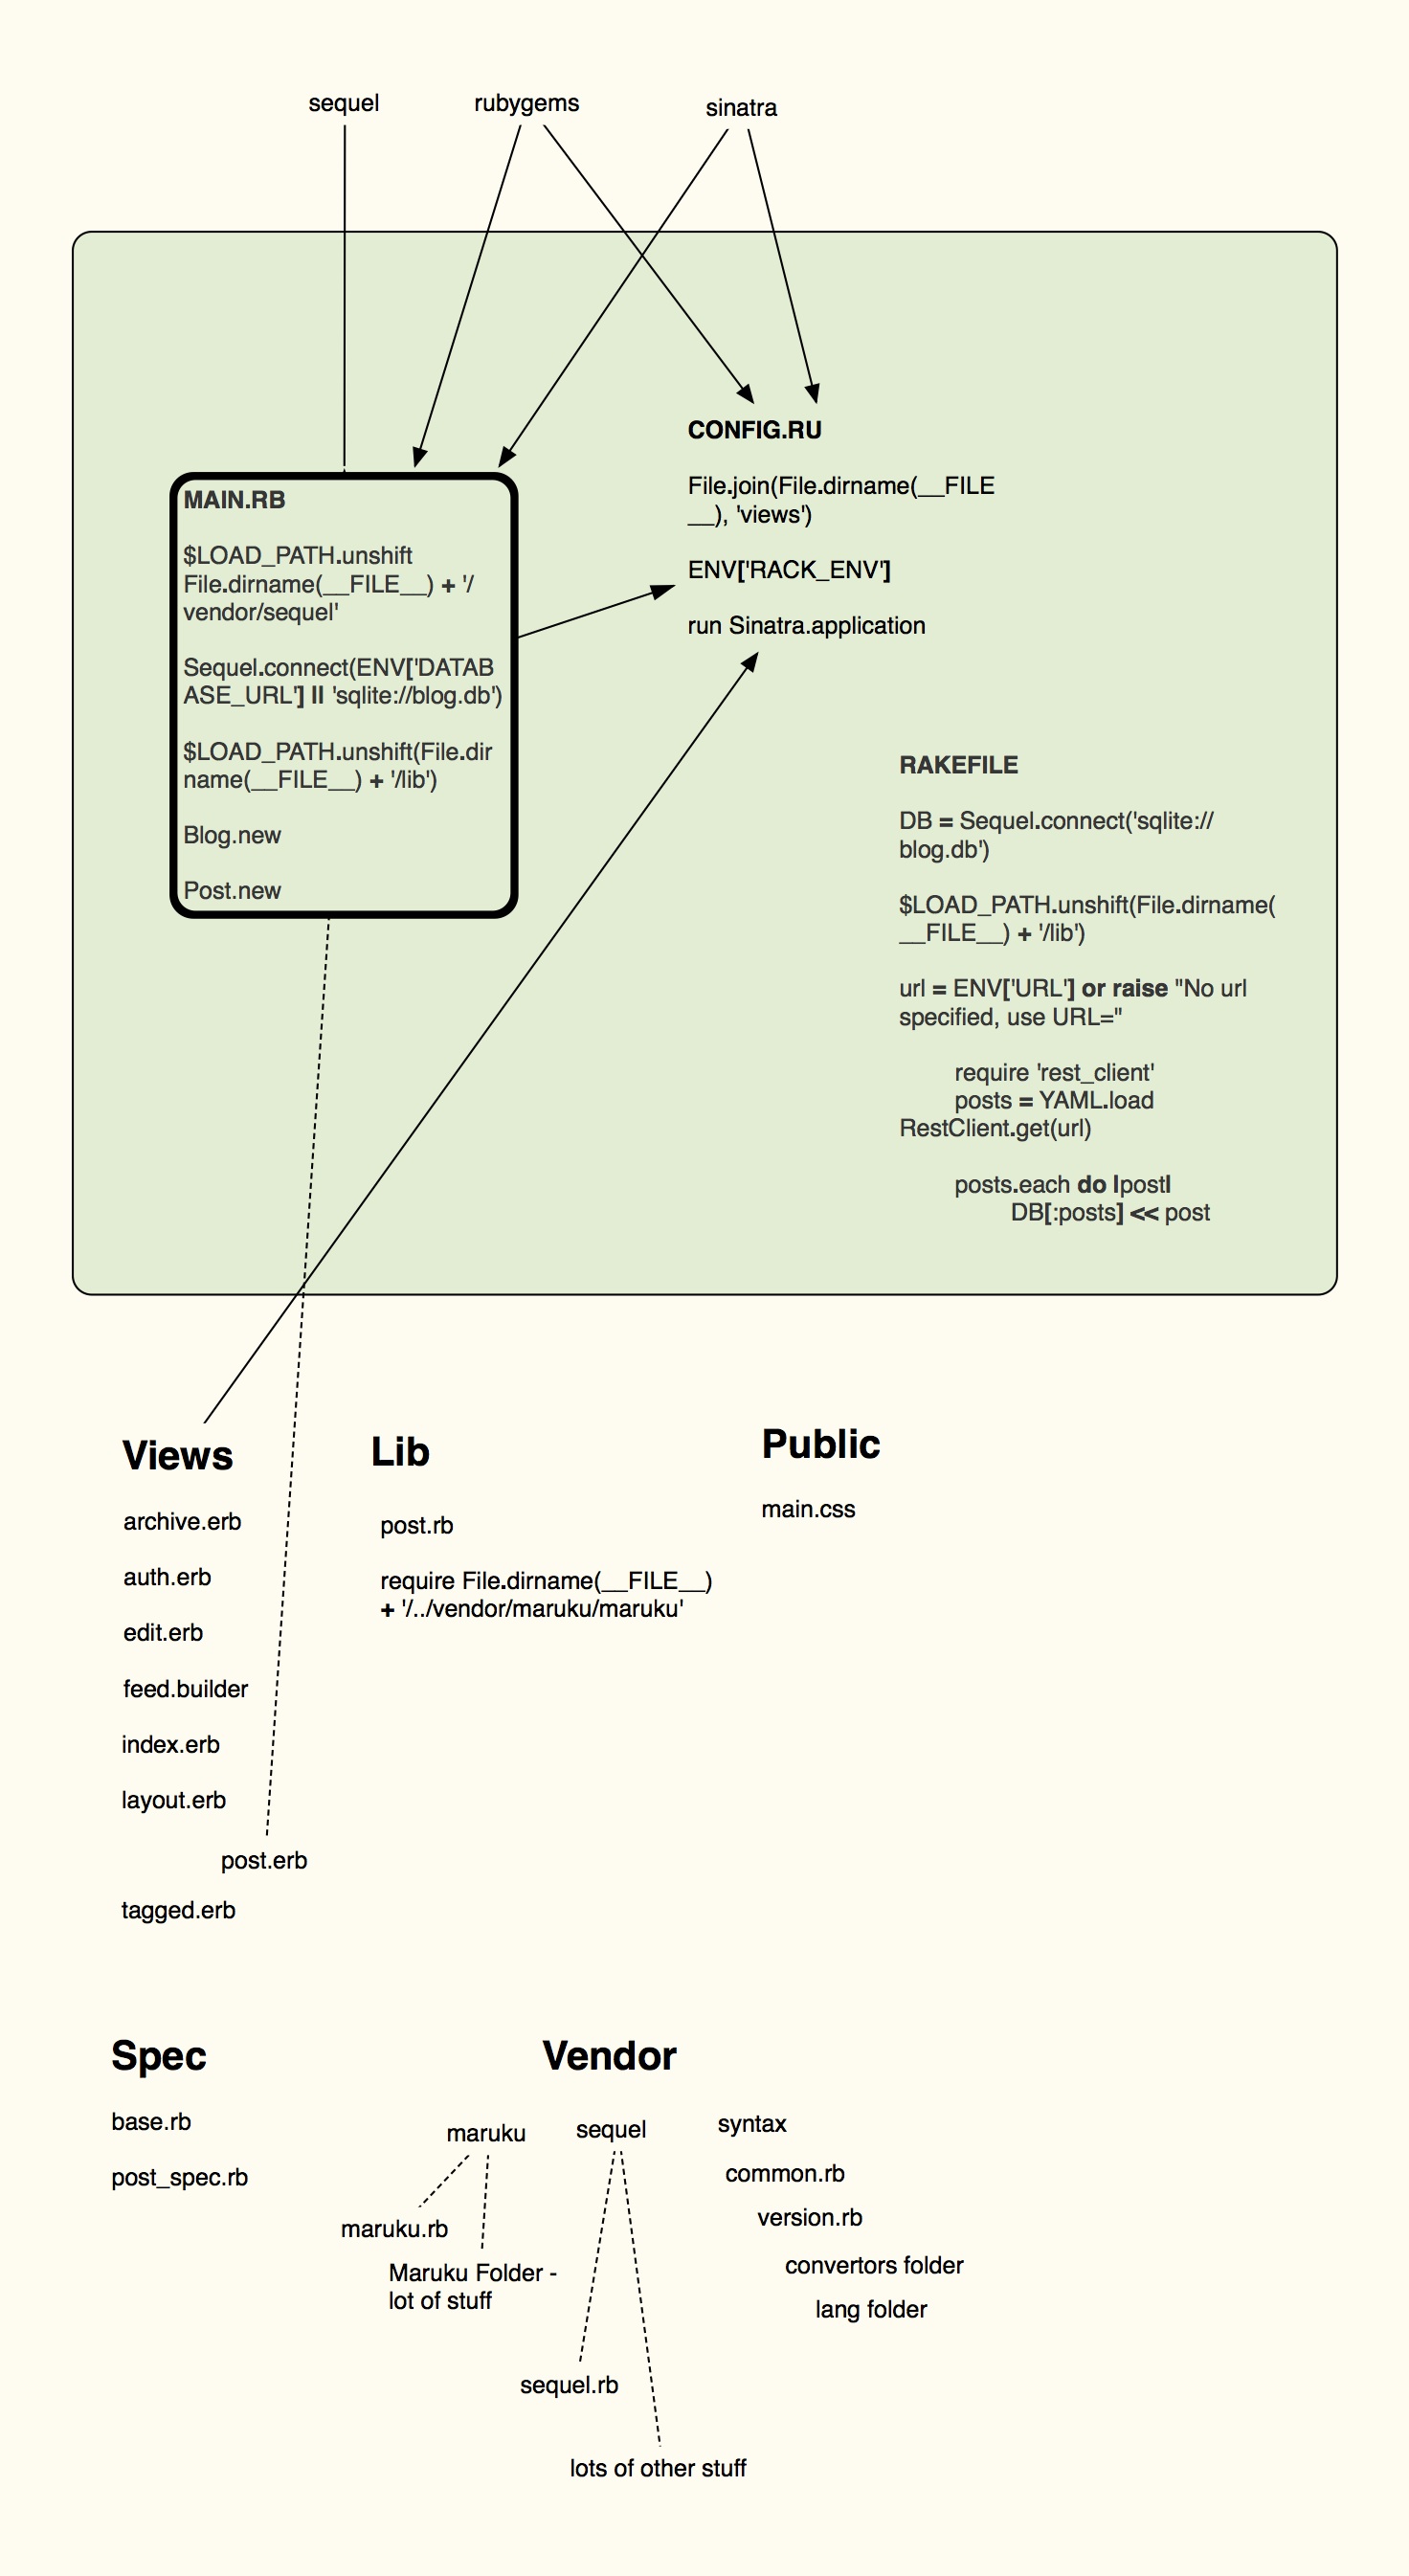 sequel
rubygems
sinatra
CONFIG.RU
File.join(File.dirname(__FILE
__), 'views')
ENV['RACK_ENV']
run Sinatra.application
MAIN.RB
$LOAD_PATH.unshift
File.dirname(__FILE__) + '/
vendor/sequel'
Sequel.connect(ENV['DATAB
ASE_URL'] || 'sqlite://blog.db')
$LOAD_PATH.unshift(File.dir
name(__FILE__) + '/lib')
Blog.new
Post.new
RAKEFILE
DB = Sequel.connect('sqlite://
blog.db')
$LOAD_PATH.unshift(File.dirname(
__FILE__) + '/lib')
url = ENV['URL'] or raise "No url
specified, use URL="
require 'rest_client'
posts = YAML.load
RestClient.get(url)
posts.each do |post|
DB[:posts] << post
Views
archive.erb
auth.erb
edit.erb
feed.builder
index.erb
layout.erb
post.erb
tagged.erb
Lib
post.rb
require File.dirname(__FILE__)
+ '/../vendor/maruku/maruku'
Public
main.css
Spec
base.rb
post_spec.rb
Vendor
maruku
maruku.rb
Maruku Folder -
lot of stuff
sequel
sequel.rb
lots of other stuff
syntax
common.rb
version.rb
convertors folder
lang folder